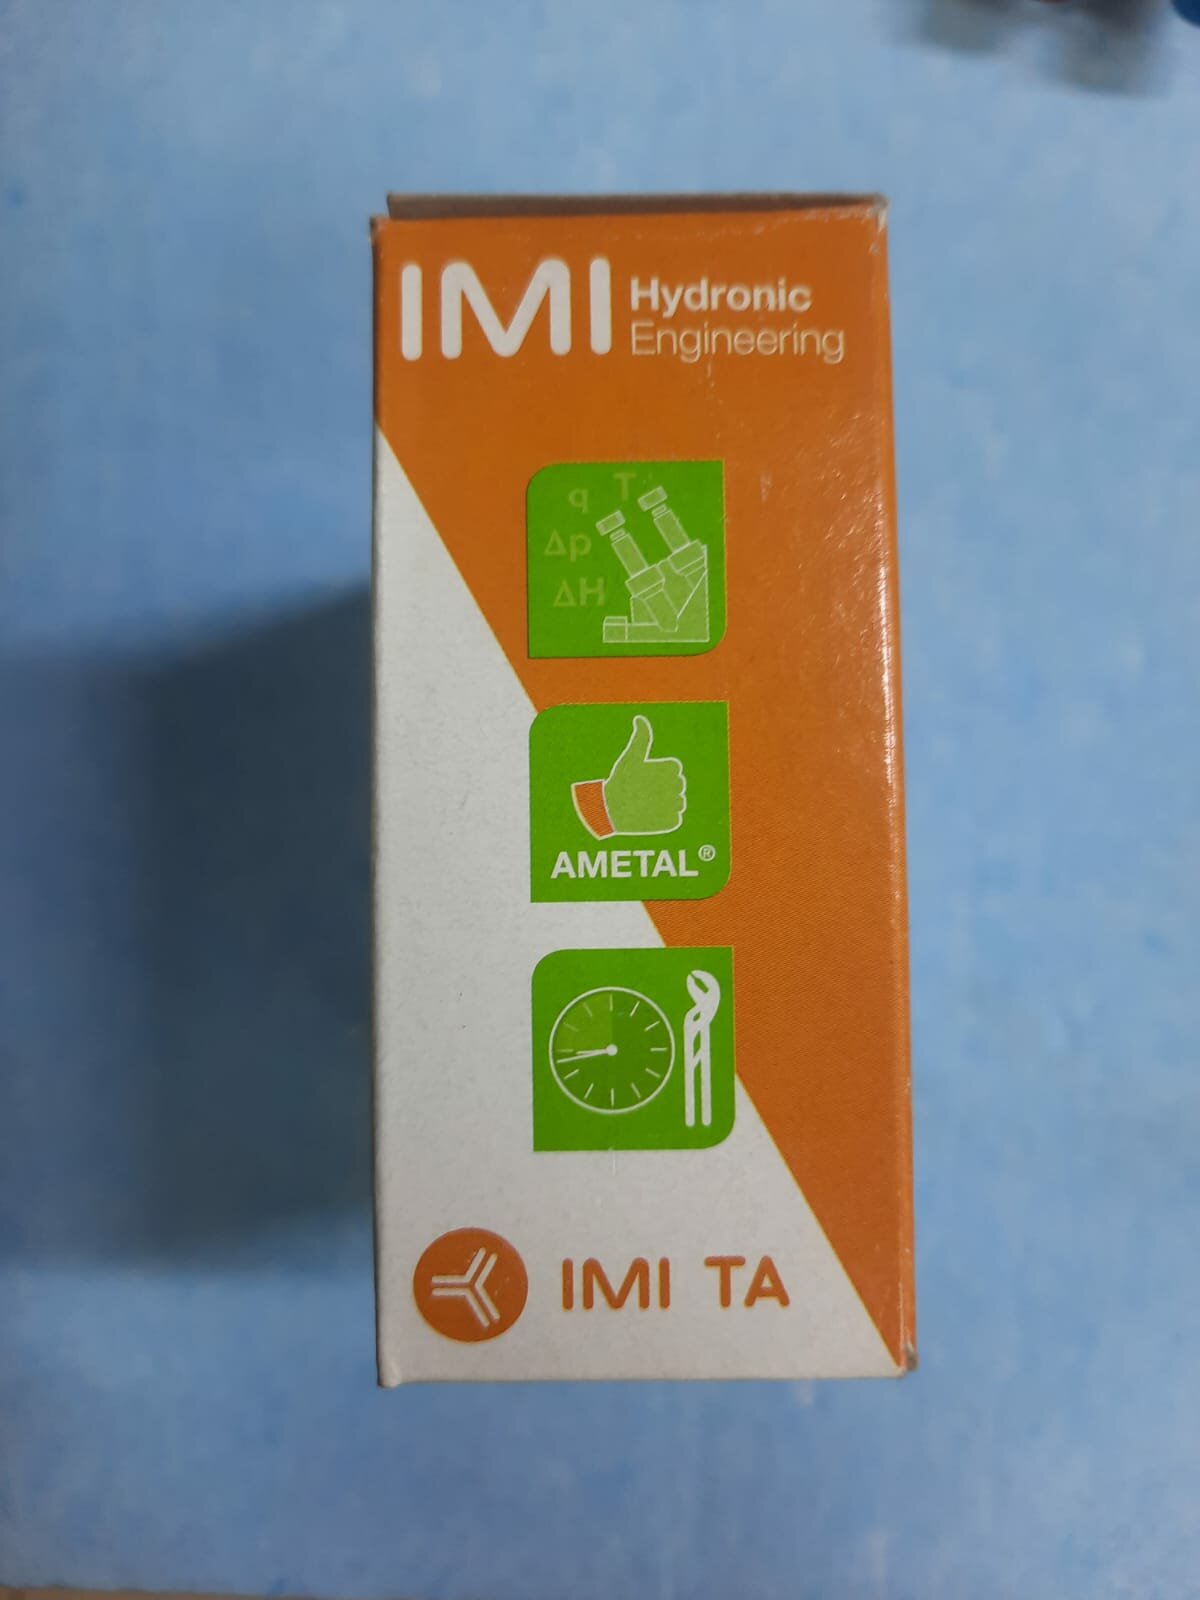 IMI Hydronic
Engineering
q T
Δp
ΔH
AMETAL®
IMI TA